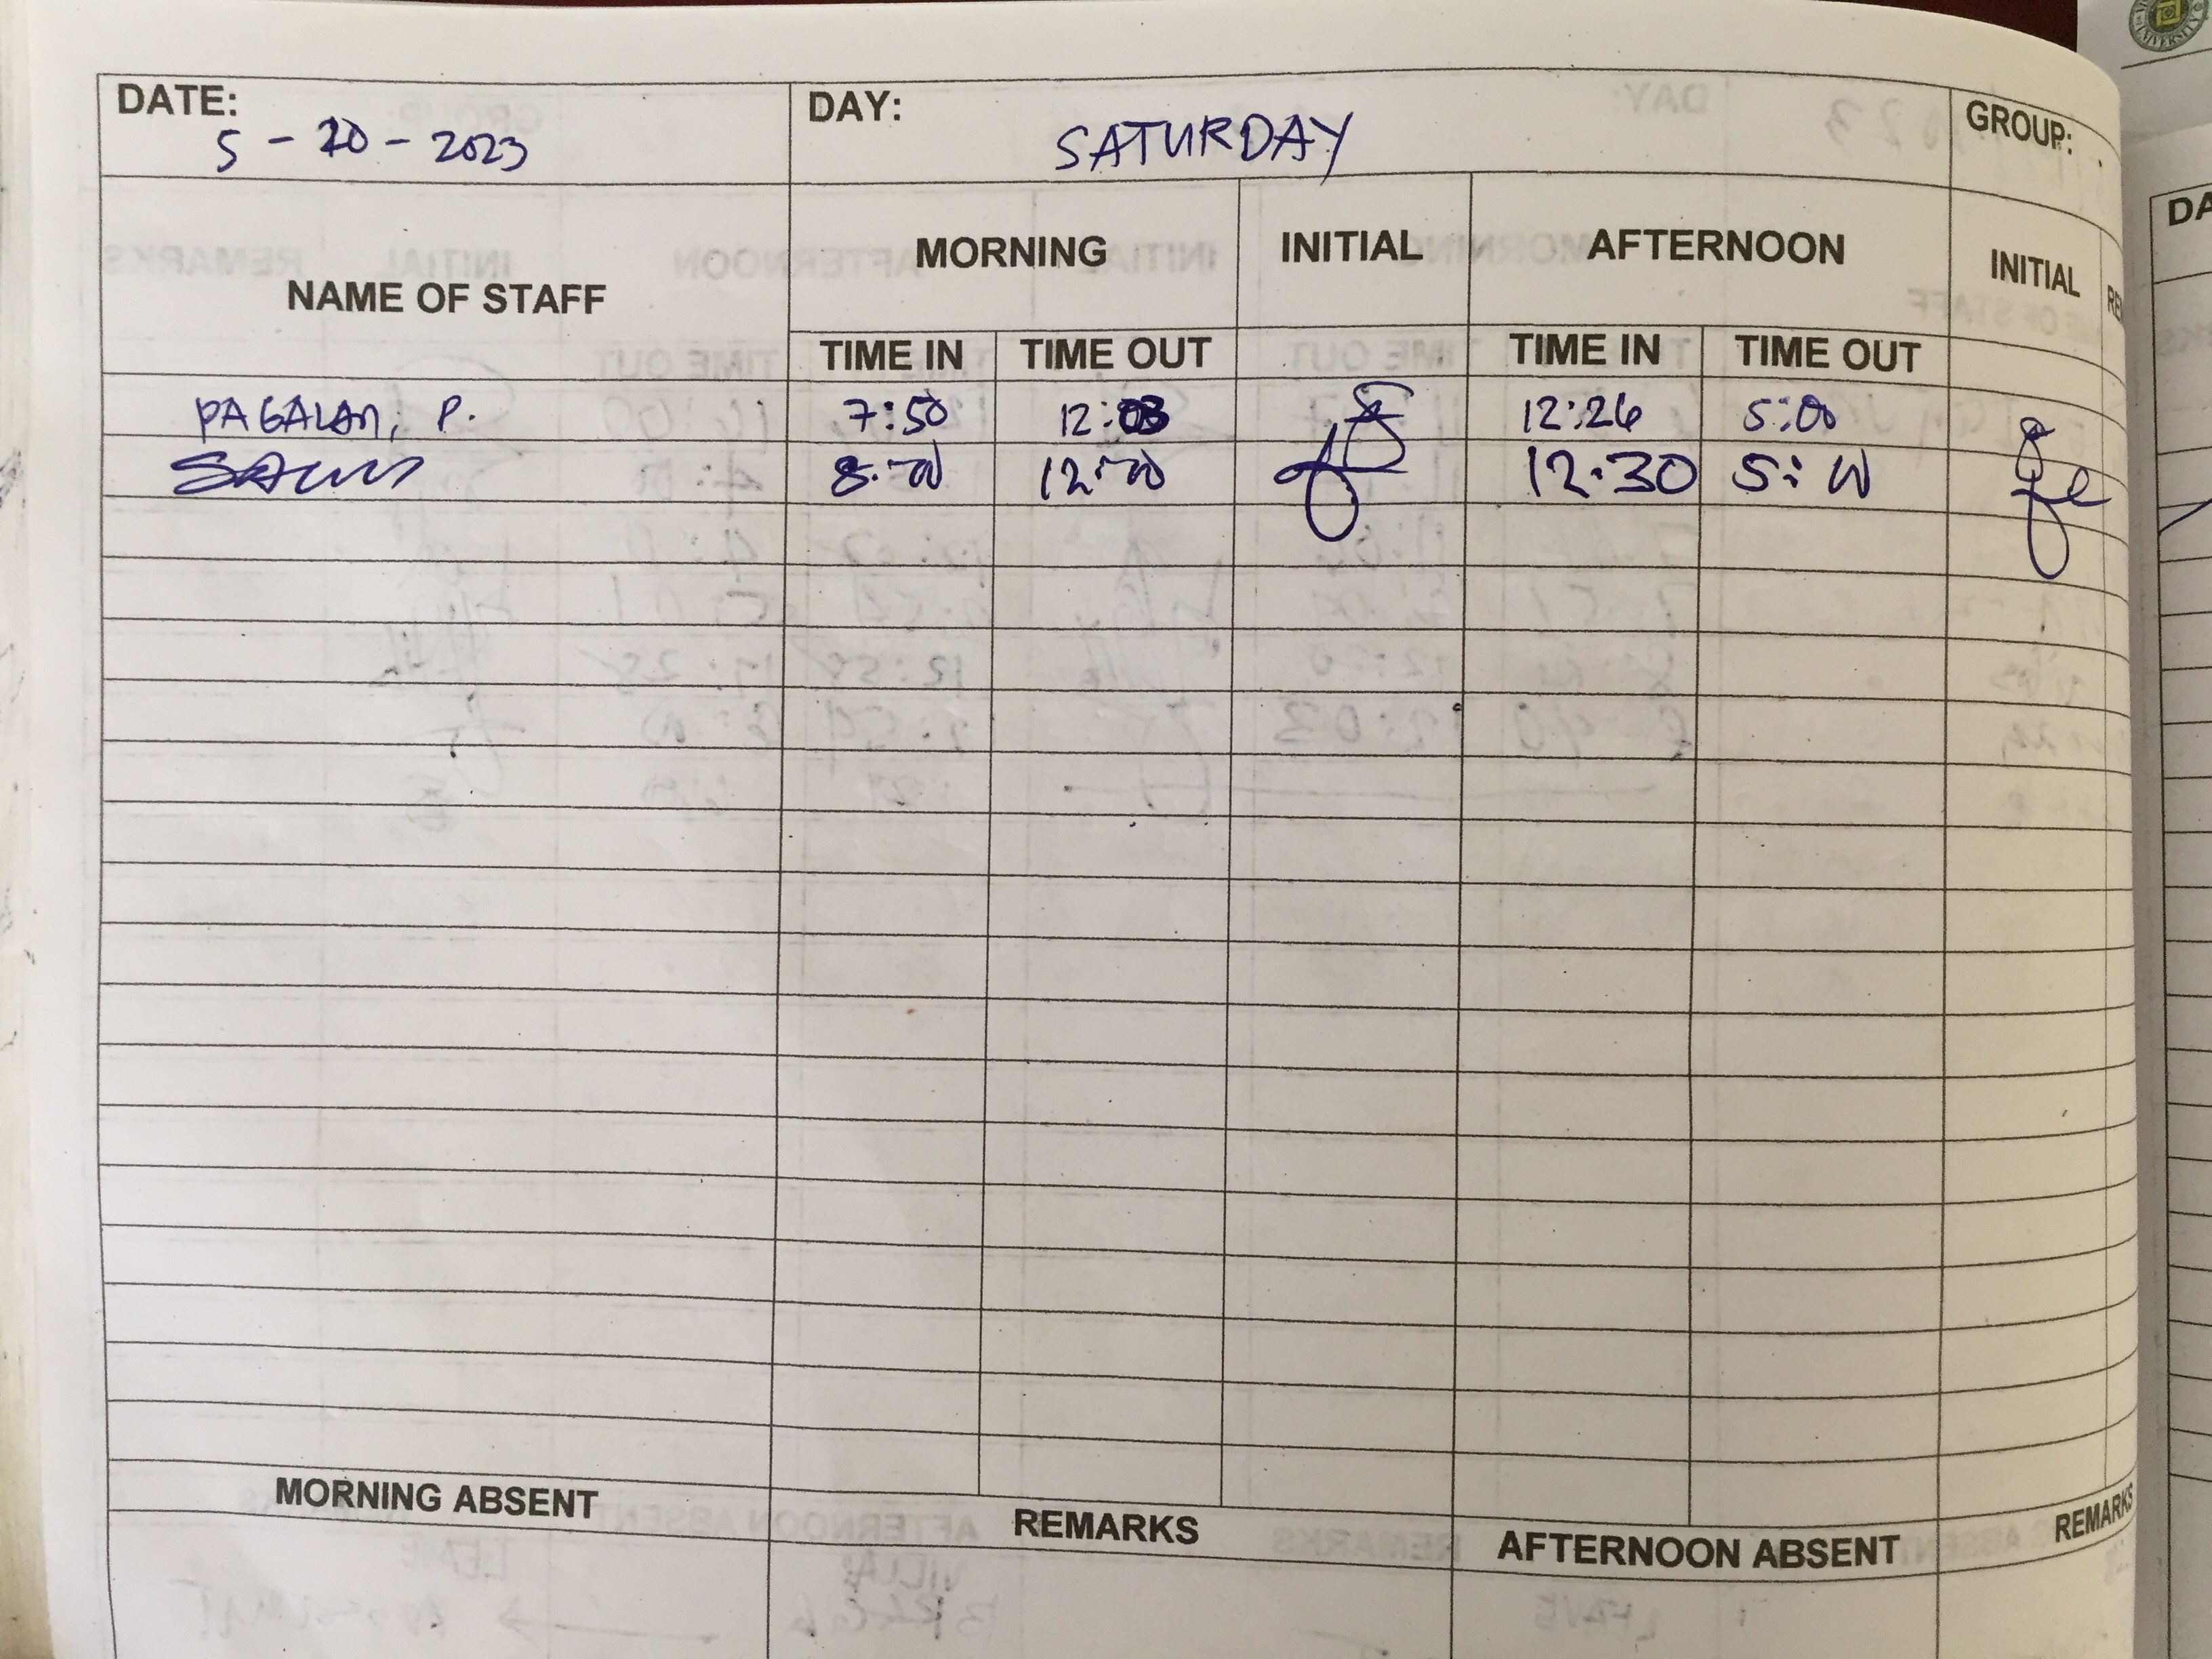 DATE: DAY: GROUP:
5 - 20 - 2023 SATURDAY
NAME OF STAFF MORNING INITIAL AFTERNOON INITIAL
TIME IN TIME OUT TIME IN TIME OUT
PAGALAN, P. 7:50 12:03 12:26 5:00
8:00 12:00 12:30 5:00
MORNING ABSENT REMARKS AFTERNOON ABSENT REMARKS